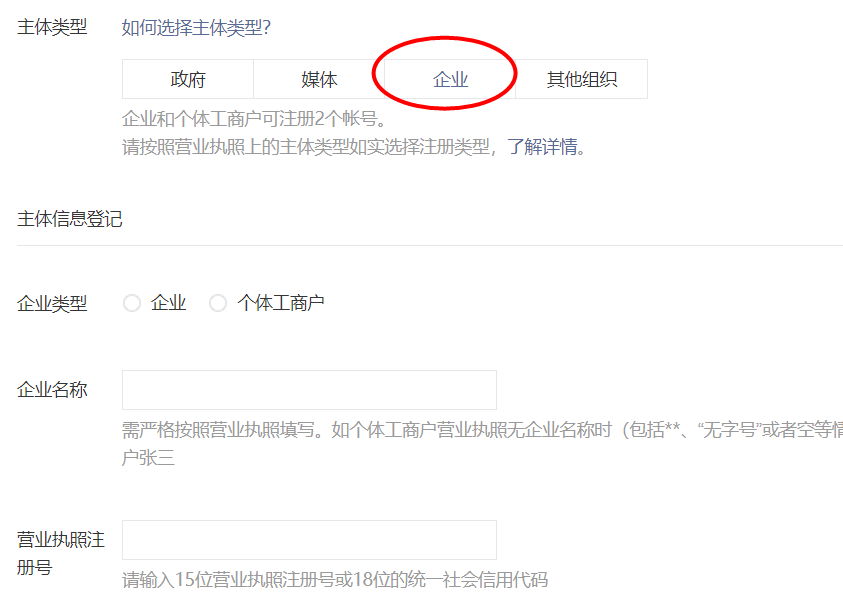 主体类型 如何选择主体类型?
政府 媒体 企业 其他组织
企业和个体工商户可注册2个帐号。
请按照营业执照上的主体类型如实选择注册类型，了解详情。
主体信息登记
企业类型 企业 个体工商户
企业名称
需严格按照营业执照填写。如个体工商户营业执照无企业名称时（包括**、“无字号”或者空等情
户张三
营业执照注
册号
请输入15位营业执照注册号或18位的统一社会信用代码